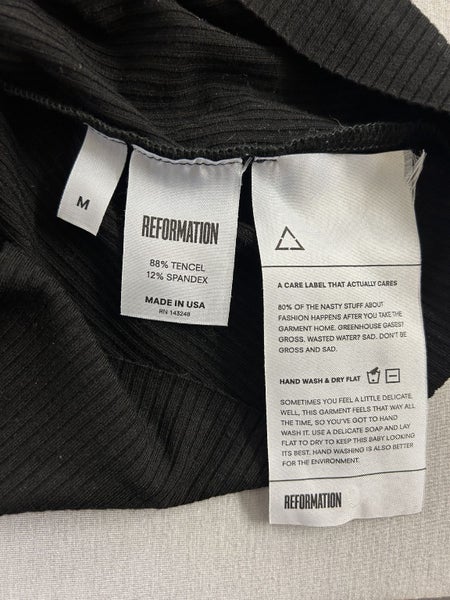 M
REFORMATION
88% TENCEL
12% SPANDEX
MADE IN USA
RN 143248
A CARE LABEL THAT ACTUALLY CARES
80% OF THE NASTY STUFF ABOUT
FASHION HAPPENS AFTER YOU TAKE THE
GARMENT HOME. GREENHOUSE GASES?
GROSS. WASTED WATER? SAD. DON'T BE
GROSS AND SAD.
HAND WASH & DRY FLAT
SOMETIMES YOU FEEL A LITTLE DELICATE.
WELL, THIS GARMENT FEELS THAT WAY ALL
THE TIME, SO YOU'VE GOT TO HAND
WASH IT. USE A DELICATE SOAP AND LAY
FLAT TO DRY TO KEEP THIS BABY LOOKING
ITS BEST. HAND WASHING IS ALSO BETTER
FOR THE ENVIRONMENT.
REFORMATION